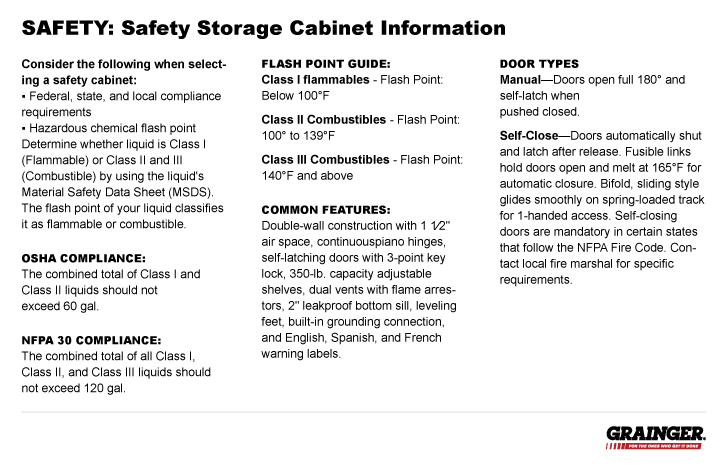 SAFETY: Safety Storage Cabinet Information
Consider the following when select-
ing a safety cabinet:
▪ Federal, state, and local compliance
requirements
▪ Hazardous chemical flash point
Determine whether liquid is Class I
(Flammable) or Class II and III
(Combustible) by using the liquid's
Material Safety Data Sheet (MSDS).
The flash point of your liquid classifies
it as flammable or combustible.
OSHA COMPLIANCE:
The combined total of Class I and
Class II liquids should not
exceed 60 gal.
NFPA 30 COMPLIANCE:
The combined total of all Class I,
Class II, and Class III liquids should
not exceed 120 gal.
FLASH POINT GUIDE:
Class I flammables - Flash Point:
Below 100°F
Class II Combustibles - Flash Point:
100° to 139°F
Class III Combustibles - Flash Point:
140°F and above
COMMON FEATURES:
Double-wall construction with 1 1⁄2"
air space, continuouspiano hinges,
self-latching doors with 3-point key
lock, 350-lb. capacity adjustable
shelves, dual vents with flame arres-
tors, 2" leakproof bottom sill, leveling
feet, built-in grounding connection,
and English, Spanish, and French
warning labels.
DOOR TYPES
Manual—Doors open full 180° and
self-latch when
pushed closed.
Self-Close—Doors automatically shut
and latch after release. Fusible links
hold doors open and melt at 165°F for
automatic closure. Bifold, sliding style
glides smoothly on spring-loaded track
for 1-handed access. Self-closing
doors are mandatory in certain states
that follow the NFPA Fire Code. Con-
tact local fire marshal for specific
requirements.
GRAINGER.
FOR THE ONES WHO GET IT DONE